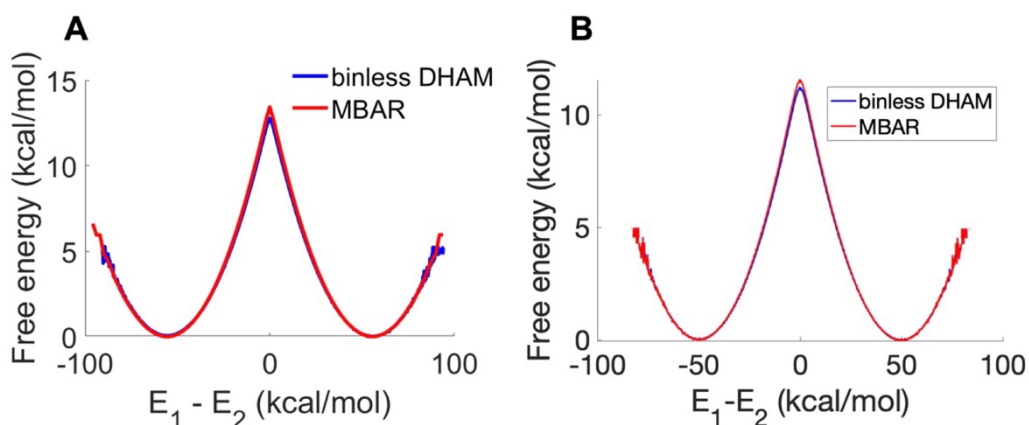 A
Free energy (kcal/mol)
15
10
5
0
binless DHAM
MBAR
-100
0
100
E₁ - E₂ (kcal/mol)
B
Free energy (kcal/mol)
10
5
0
binless DHAM
MBAR
-100
-50
0
50
100
E₁-E₂ (kcal/mol)